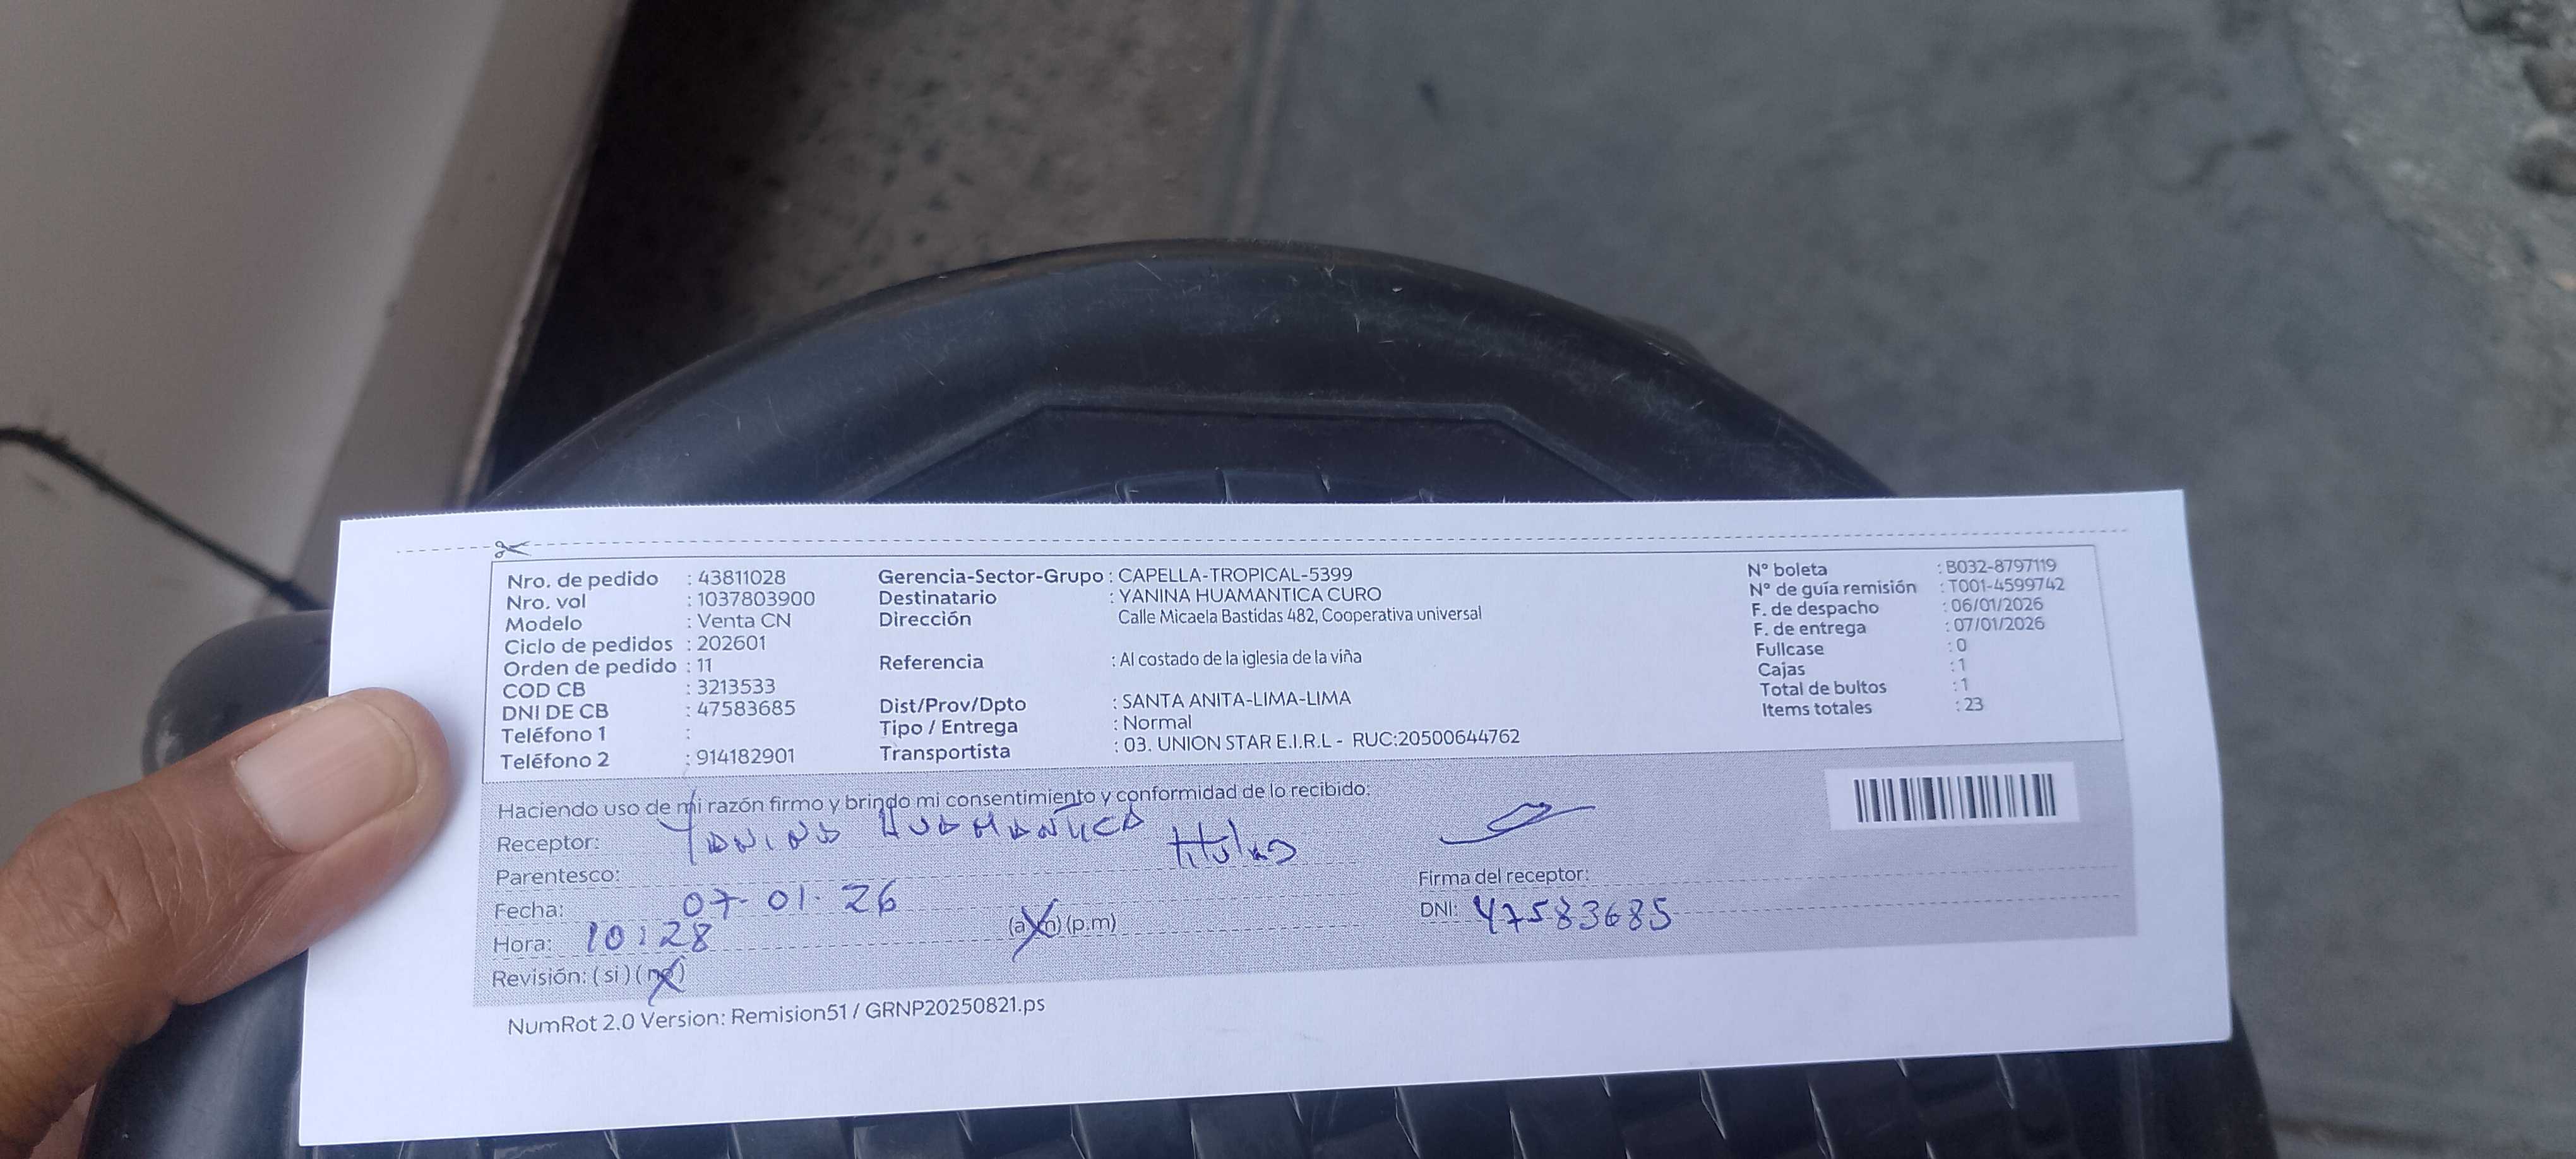 Nro. de pedido : 43811028
Nro. vol : 1037803900
Modelo : Venta CN
Ciclo de pedidos : 202601
Orden de pedido : 11
COD CB : 3213533
DNI DE CB : 47583685
Teléfono 1 :
Teléfono 2 : 914182901
Gerencia-Sector-Grupo : CAPELLA-TROPICAL-5399
Destinatario : YANINA HUAMANTICA CURO
Dirección Calle Micaela Bastidas 482, Cooperativa universal
Referencia : Al costado de la iglesia de la viña
Dist/Prov/Dpto : SANTA ANITA-LIMA-LIMA
Tipo / Entrega : Normal
Transportista : 03. UNION STAR E.I.R.L - RUC:20500644762
N° boleta : B032-8797119
N° de guía remisión : T001-4599742
F. de despacho : 06/01/2026
F. de entrega : 07/01/2026
Fullcase : 0
Cajas : 1
Total de bultos : 1
Items totales : 23
Haciendo uso de mi razón firmo y brindo mi consentimiento y conformidad de lo recibido:
Receptor: Yanina Huamantica
titular
Parentesco:
Firma del receptor:
Fecha: 07-01-26
DNI: 47583685
Hora: 10:28 (a.m) (p.m)
Revisión: (si) (no)
NumRot 2.0 Version: Remision51 / GRNP20250821.ps